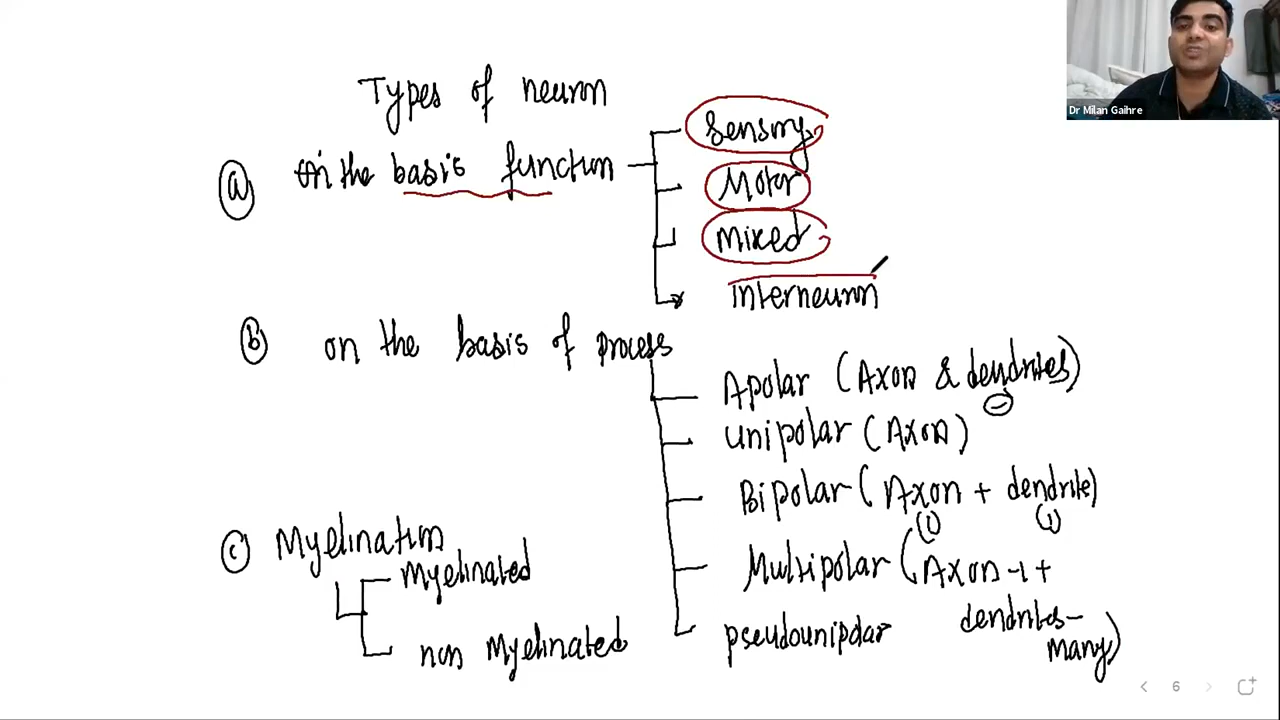 Dr Milan Gaihre
Types of neuron
a on the basis function
Sensory
Motor
Mixed
interneuron
b on the basis of process
Apolar (Axon & dendrites)
−
Unipolar (Axon)
Bipolar (Axon + dendrite)
(1) (1)
Multipolar (Axon-1 +
dendrites-
many)
pseudounipolar
c Myelination
Myelinated
non Myelinated
6